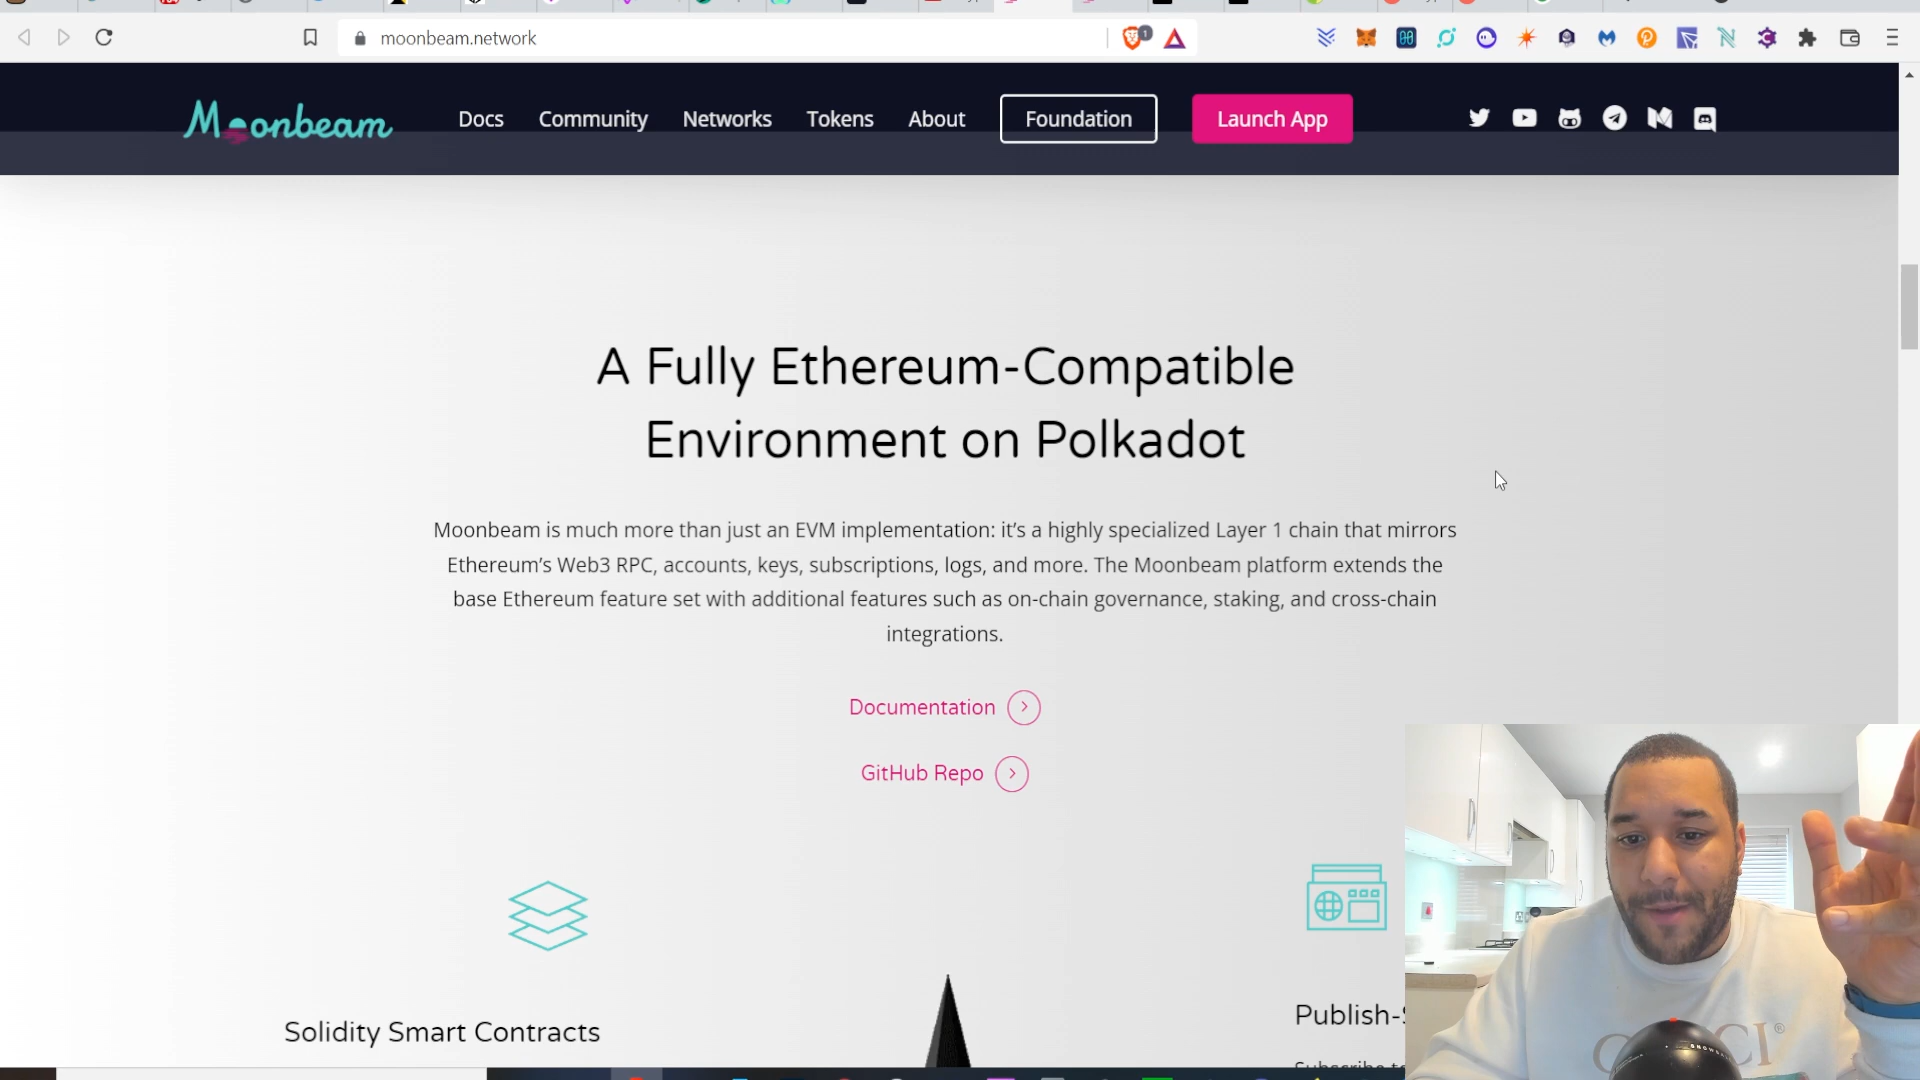 moonbeam.network
1
Moonbeam
Docs
Community
Networks
Tokens
About
Foundation
Launch App
A Fully Ethereum-Compatible
Environment on Polkadot
Moonbeam is much more than just an EVM implementation: it’s a highly specialized Layer 1 chain that mirrors
Ethereum’s Web3 RPC, accounts, keys, subscriptions, logs, and more. The Moonbeam platform extends the
base Ethereum feature set with additional features such as on-chain governance, staking, and cross-chain
integrations.
Documentation
GitHub Repo
Solidity Smart Contracts
Publish-